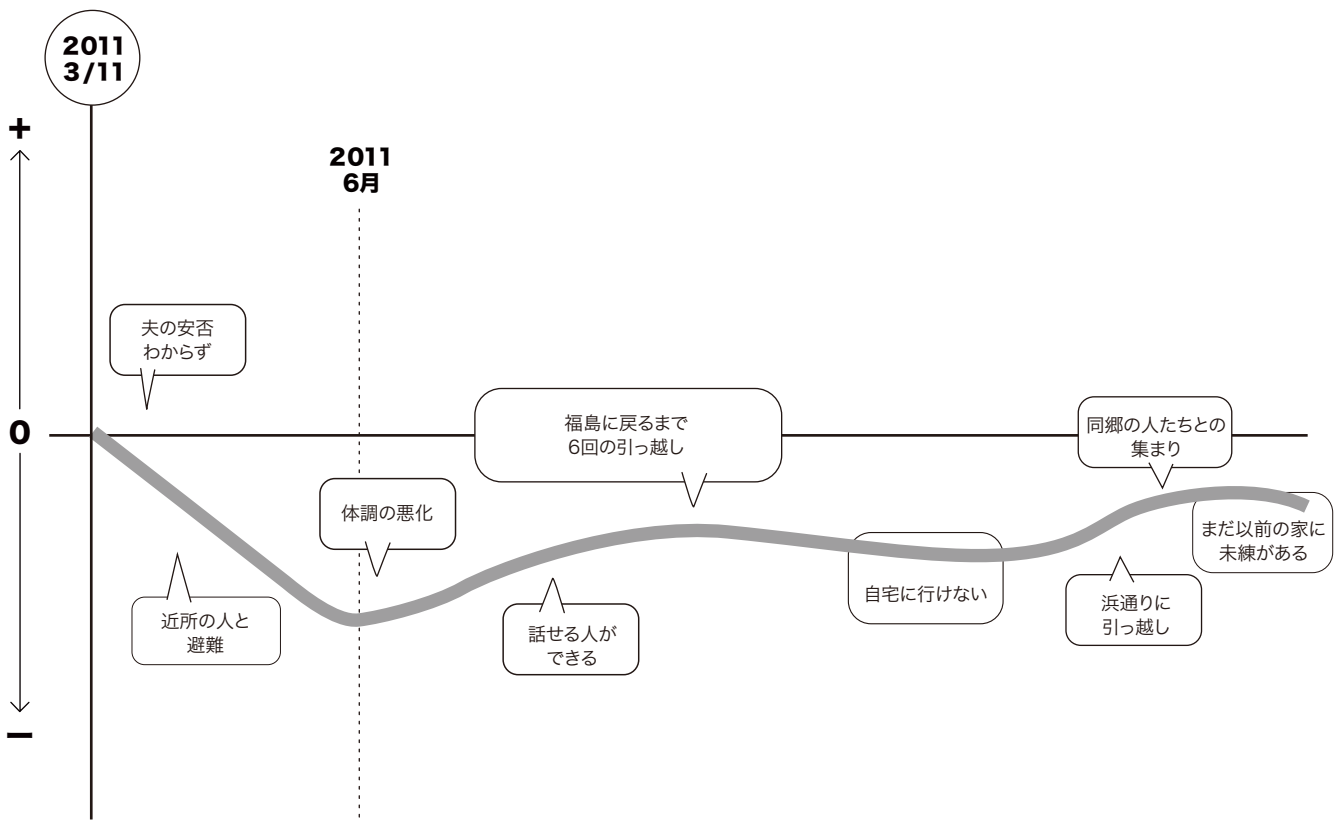 2011
3/11
+
2011
6月
夫の安否
わからず
0
福島に戻るまで
6回の引っ越し
同郷の人たちとの
集まり
体調の悪化
まだ以前の家に
未練がある
自宅に行けない
近所の人と
避難
話せる人が
できる
浜通りに
引っ越し
−